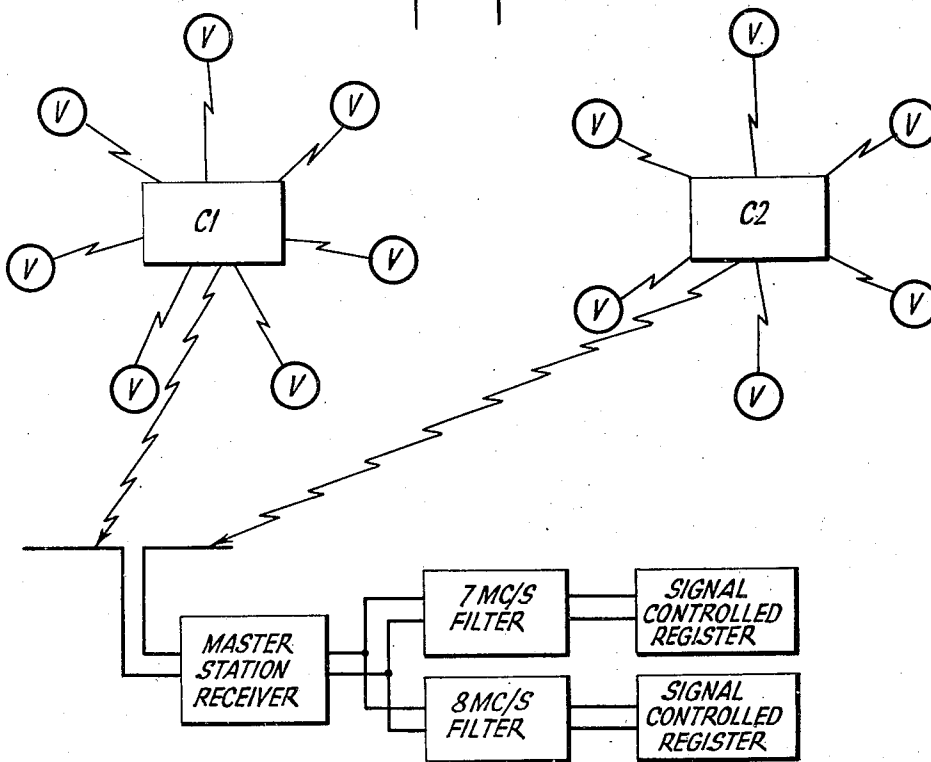 V
V.
V
V
V
V
C1
C2
V
V
V
V
V
V
V
7 MC/S
FILTER
SIGNAL
CONTROLLED
REGISTER
MASTER
STATION
RECEIVER
8 MC/S
FILTER
SIGNAL
CONTROLLED
REGISTER